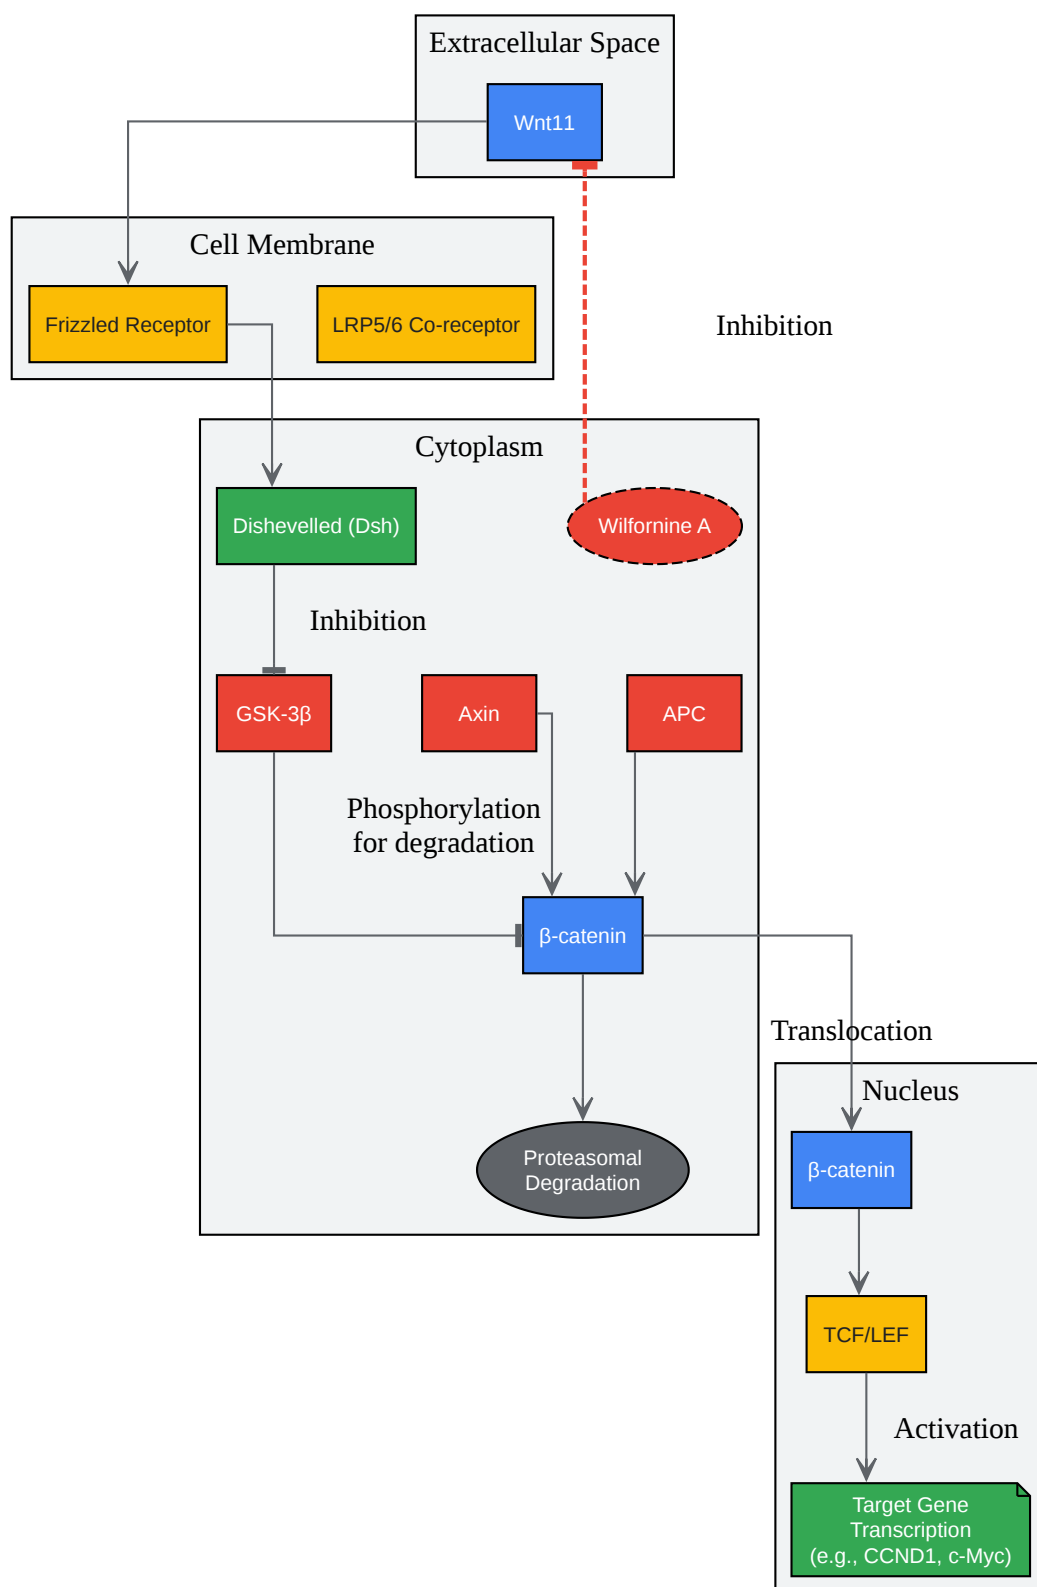 Extracellular Space
Wnt11
Cell Membrane
Frizzled Receptor
LRP5/6 Co-receptor
Inhibition
Cytoplasm
Dishevelled (Dsh)
Wilfornine A
Inhibition
GSK-3β
Axin
APC
Phosphorylation
for degradation
β-catenin
Translocation
Nucleus
Proteasomal
Degradation
β-catenin
TCF/LEF
Activation
Target Gene
Transcription
(e.g., CCND1, c-Myc)